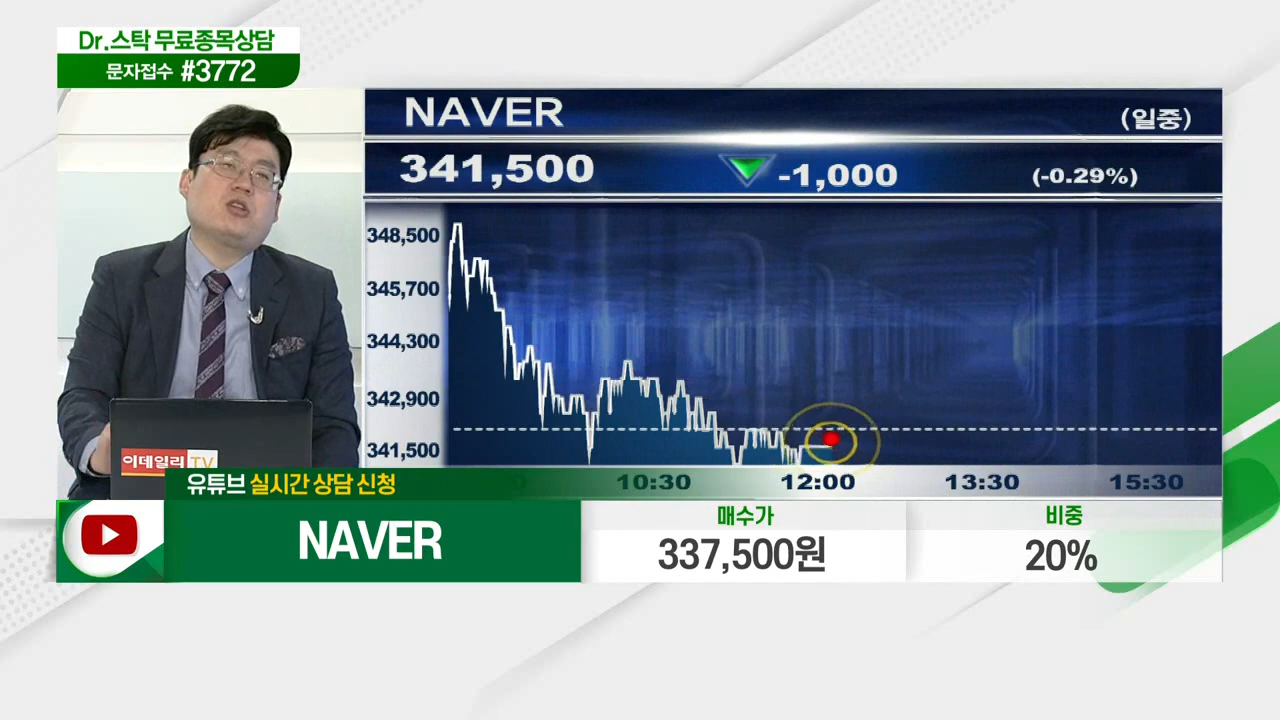 Dr.스탁 무료종목상담
문자접수 #3772
NAVER
(일중)
341,500
-1,000
(-0.29%)
348,500
345,700
344,300
342,900
341,500
10:30
12:00
13:30
15:30
이데일리 TV
유튜브 실시간 상담 신청
NAVER
매수가
337,500원
비중
20%